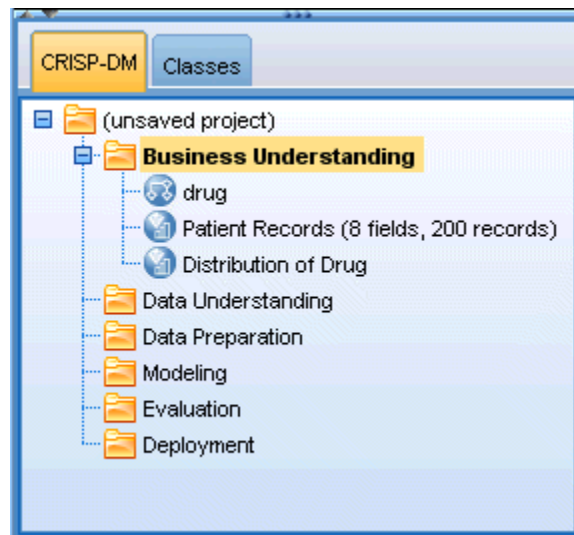 CRISP-DM
Classes
(unsaved project)
Business Understanding
drug
Patient Records (8 fields, 200 records)
Distribution of Drug
Data Understanding
Data Preparation
Modeling
Evaluation
Deployment